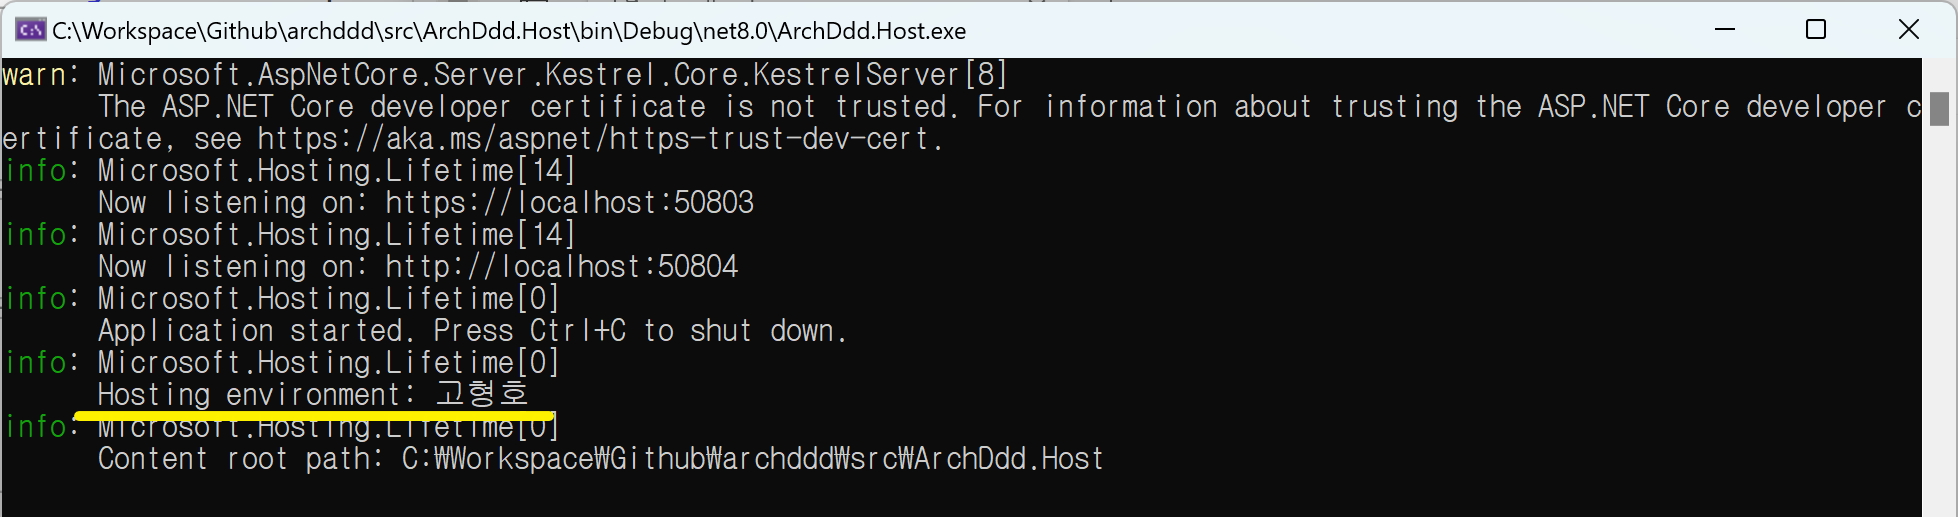 C:\Workspace\Github\archddd\src\ArchDdd.Host\bin\Debug\net8.0\ArchDdd.Host.exe
warn: Microsoft.AspNetCore.Server.Kestrel.Core.KestrelServer[8]
The ASP.NET Core developer certificate is not trusted. For information about trusting the ASP.NET Core developer c
ertificate, see https://aka.ms/aspnet/https-trust-dev-cert.
info: Microsoft.Hosting.Lifetime[14]
Now listening on: https://localhost:50803
info: Microsoft.Hosting.Lifetime[14]
Now listening on: http://localhost:50804
info: Microsoft.Hosting.Lifetime[0]
Application started. Press Ctrl+C to shut down.
info: Microsoft.Hosting.Lifetime[0]
Hosting environment: 고형호
info: Microsoft.Hosting.Lifetime[0]
Content root path: C:₩Workspace₩Github₩archddd₩src₩ArchDdd.Host